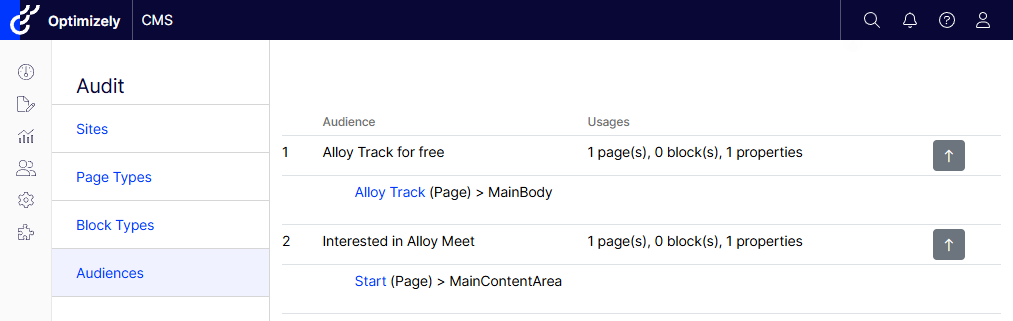 Optimizely CMS
Audit
Sites
Page Types
Block Types
Audiences
Audience Usages
1 Alloy Track for free 1 page(s), 0 block(s), 1 properties
Alloy Track (Page) > MainBody
2 Interested in Alloy Meet 1 page(s), 0 block(s), 1 properties
Start (Page) > MainContentArea